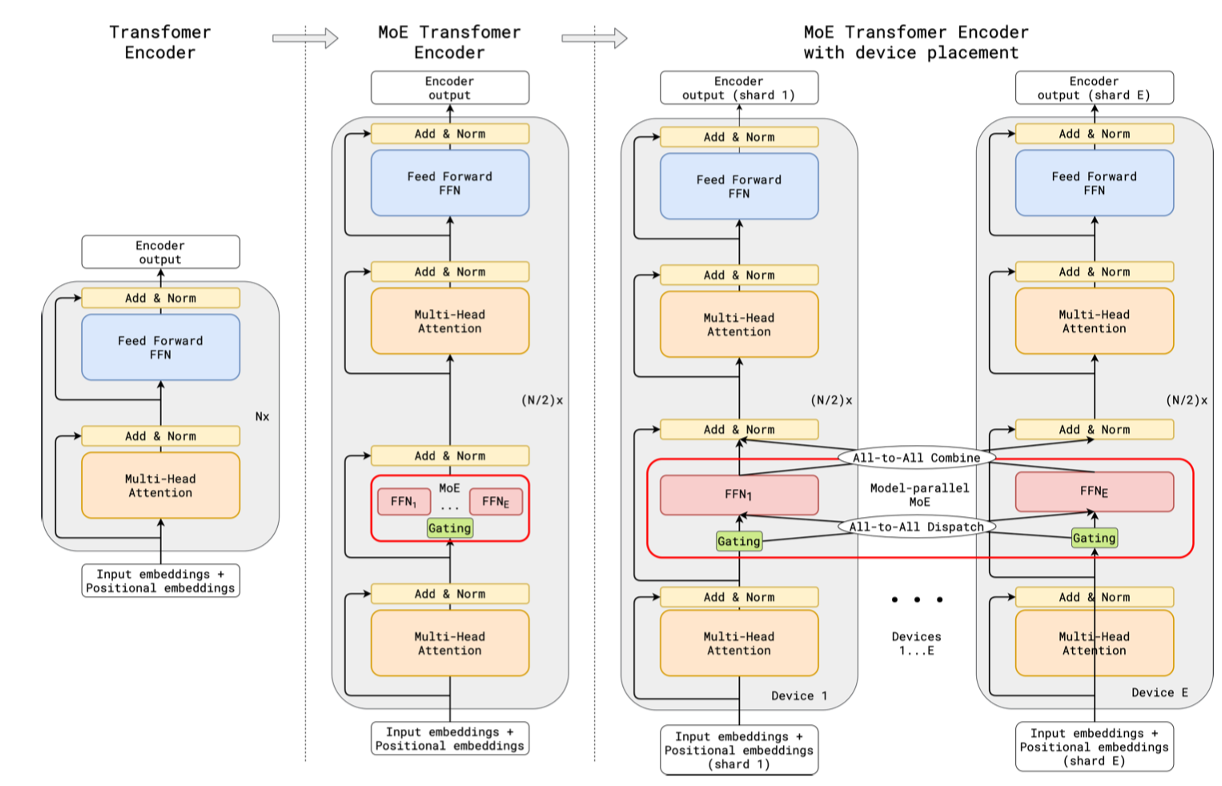 Transfomer
Encoder
Encoder
output
Add & Norm
Feed Forward
FFN
Nx
Add & Norm
Multi-Head
Attention
Input embeddings +
Positional embeddings
MoE Transfomer
Encoder
Encoder
output
Add & Norm
Feed Forward
FFN
Add & Norm
Multi-Head
Attention
(N/2)x
Add & Norm
MoE
FFN1 ... FFNE
Gating
Add & Norm
Multi-Head
Attention
Input embeddings +
Positional embeddings
MoE Transfomer Encoder
with device placement
Encoder
output (shard 1)
Add & Norm
Feed Forward
FFN
Add & Norm
Multi-Head
Attention
(N/2)x
Add & Norm
FFN1
Gating
Add & Norm
Multi-Head
Attention
Device 1
Input embeddings +
Positional embeddings
(shard 1)
All-to-All Combine
Model-parallel
MoE
All-to-All Dispatch
• • •
Devices
1...E
Encoder
output (shard E)
Add & Norm
Feed Forward
FFN
Add & Norm
Multi-Head
Attention
(N/2)x
Add & Norm
FFNE
Gating
Add & Norm
Multi-Head
Attention
Device E
Input embeddings +
Positional embeddings
(shard E)